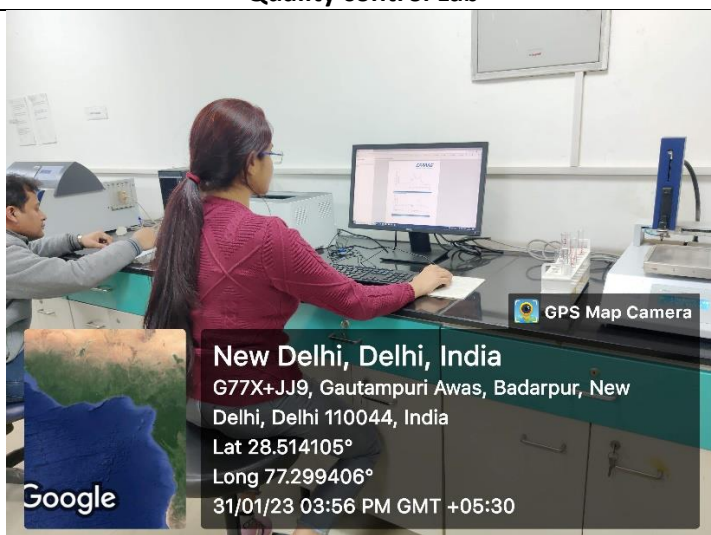 Quality Control Lab
GPS Map Camera
New Delhi, Delhi, India
G77X+JJ9, Gautampuri Awas, Badarpur, New
Delhi, Delhi 110044, India
Lat 28.514105°
Long 77.299406°
31/01/23 03:56 PM GMT +05:30
Google